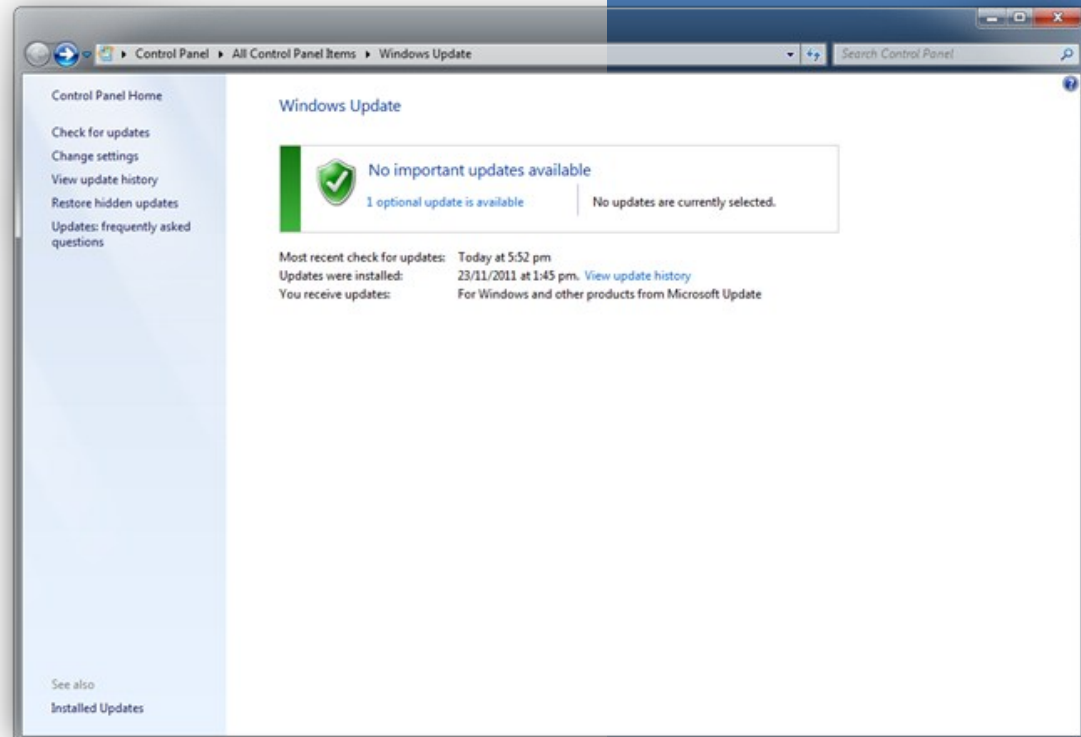 Control Panel All Control Panel Items Windows Update
Search Control Panel
Control Panel Home
Check for updates
Change settings
View update history
Restore hidden updates
Updates: frequently asked
questions
See also
Installed Updates
Windows Update
No important updates available
1 optional update is available
No updates are currently selected.
Most recent check for updates: Today at 5:52 pm
Updates were installed: 23/11/2011 at 1:45 pm. View update history
You receive updates: For Windows and other products from Microsoft Update